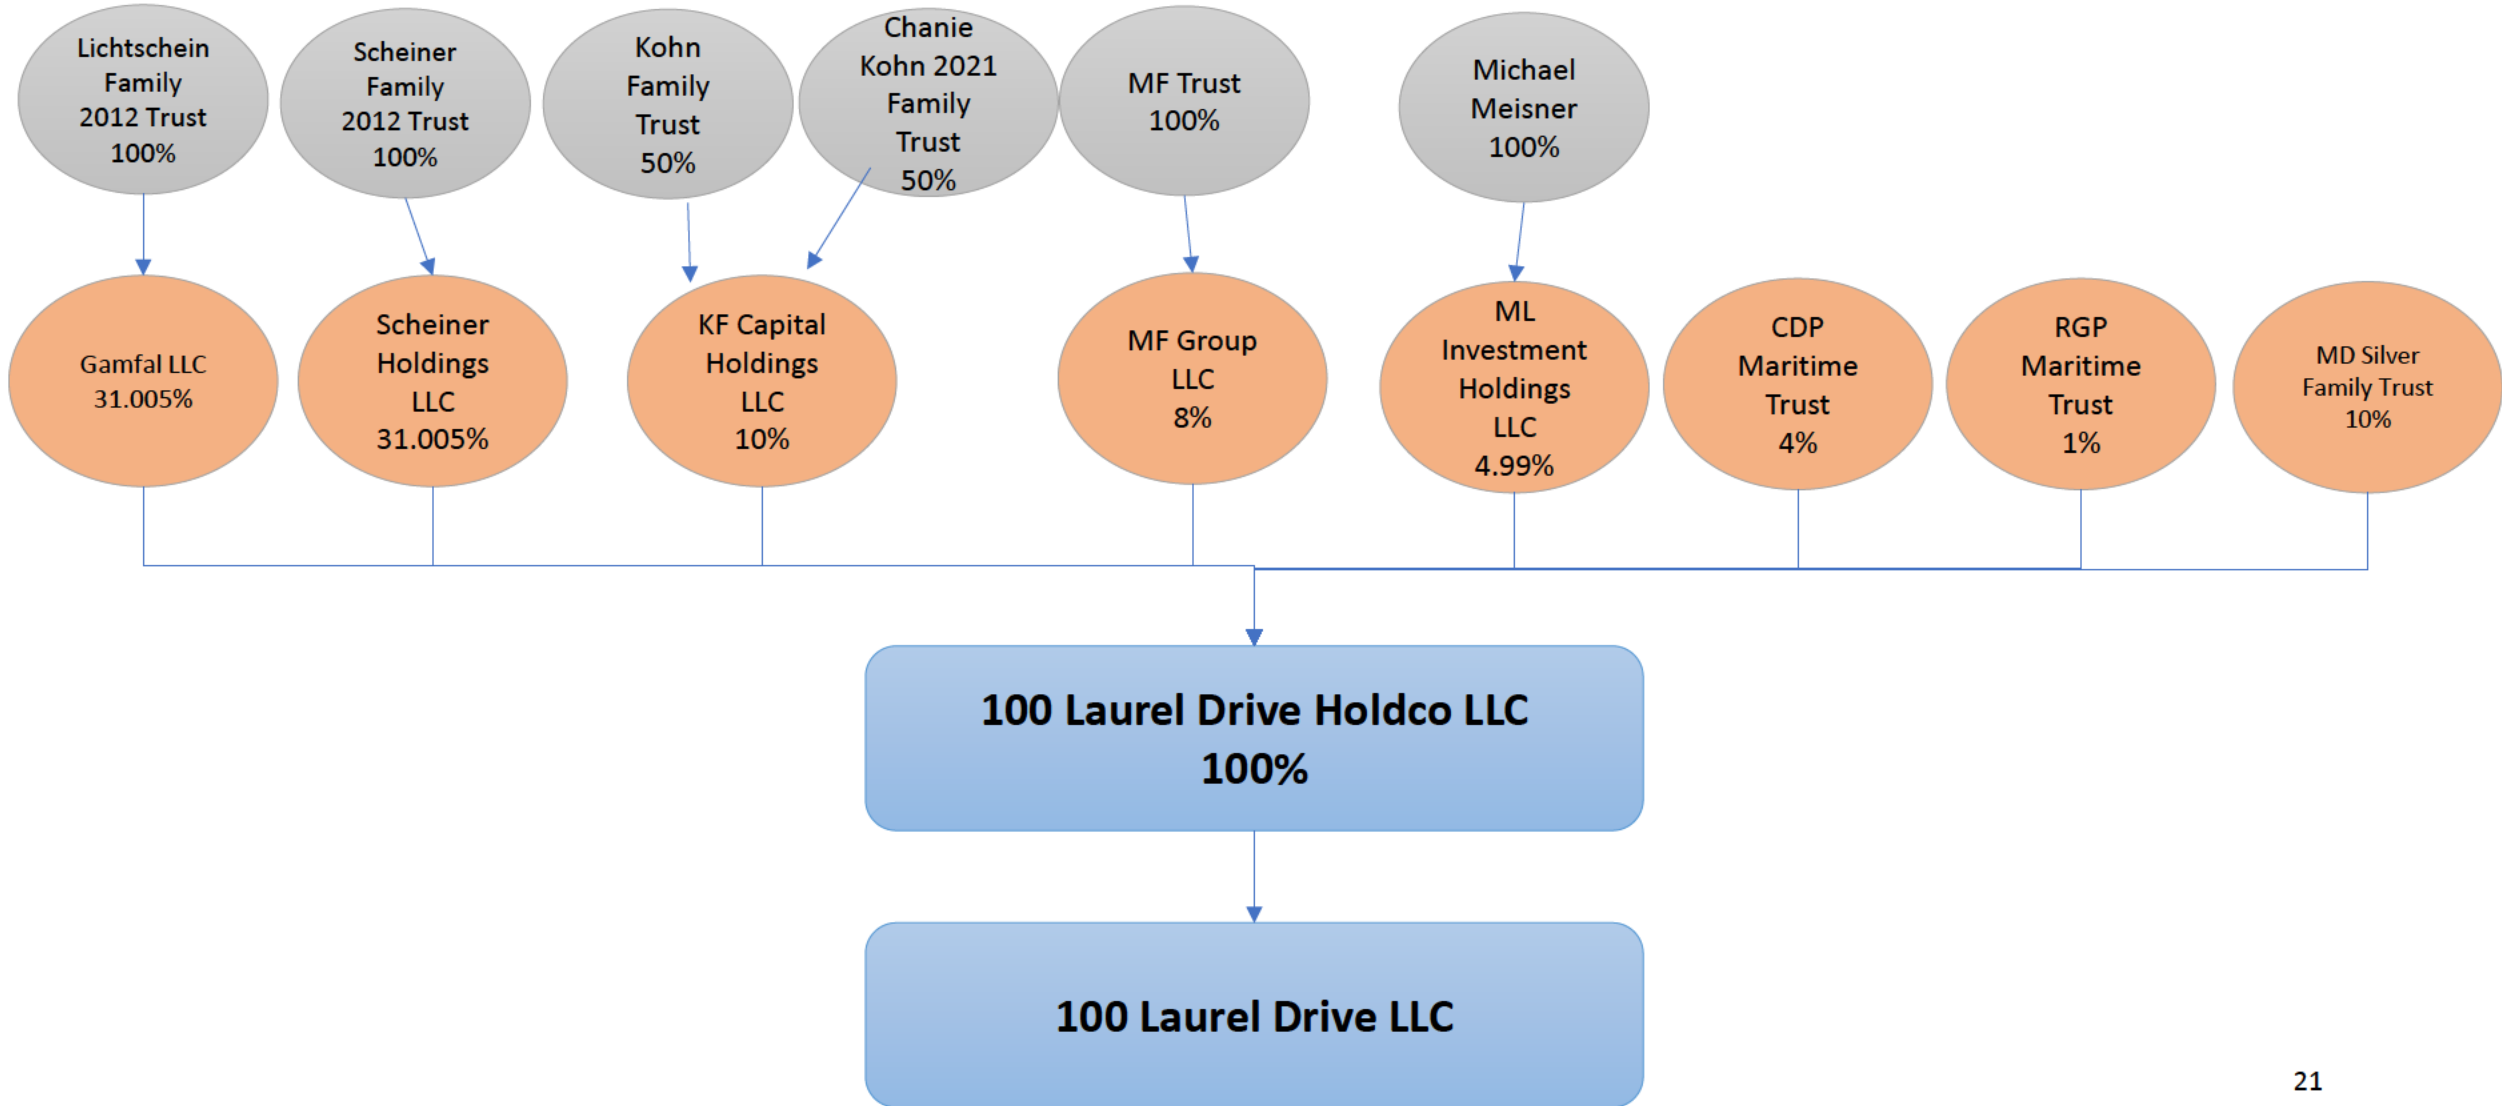 Lichtschein
Family
2012 Trust
100%
Scheiner
Family
2012 Trust
100%
Kohn
Family
Trust
50%
Chanie
Kohn 2021
Family
Trust
50%
MF Trust
100%
Michael
Meisner
100%
Gamfal LLC
31.005%
Scheiner
Holdings
LLC
31.005%
KF Capital
Holdings
LLC
10%
MF Group
LLC
8%
ML
Investment
Holdings
LLC
4.99%
CDP
Maritime
Trust
4%
RGP
Maritime
Trust
1%
MD Silver
Family Trust
10%
100 Laurel Drive Holdco LLC
100%
100 Laurel Drive LLC
21